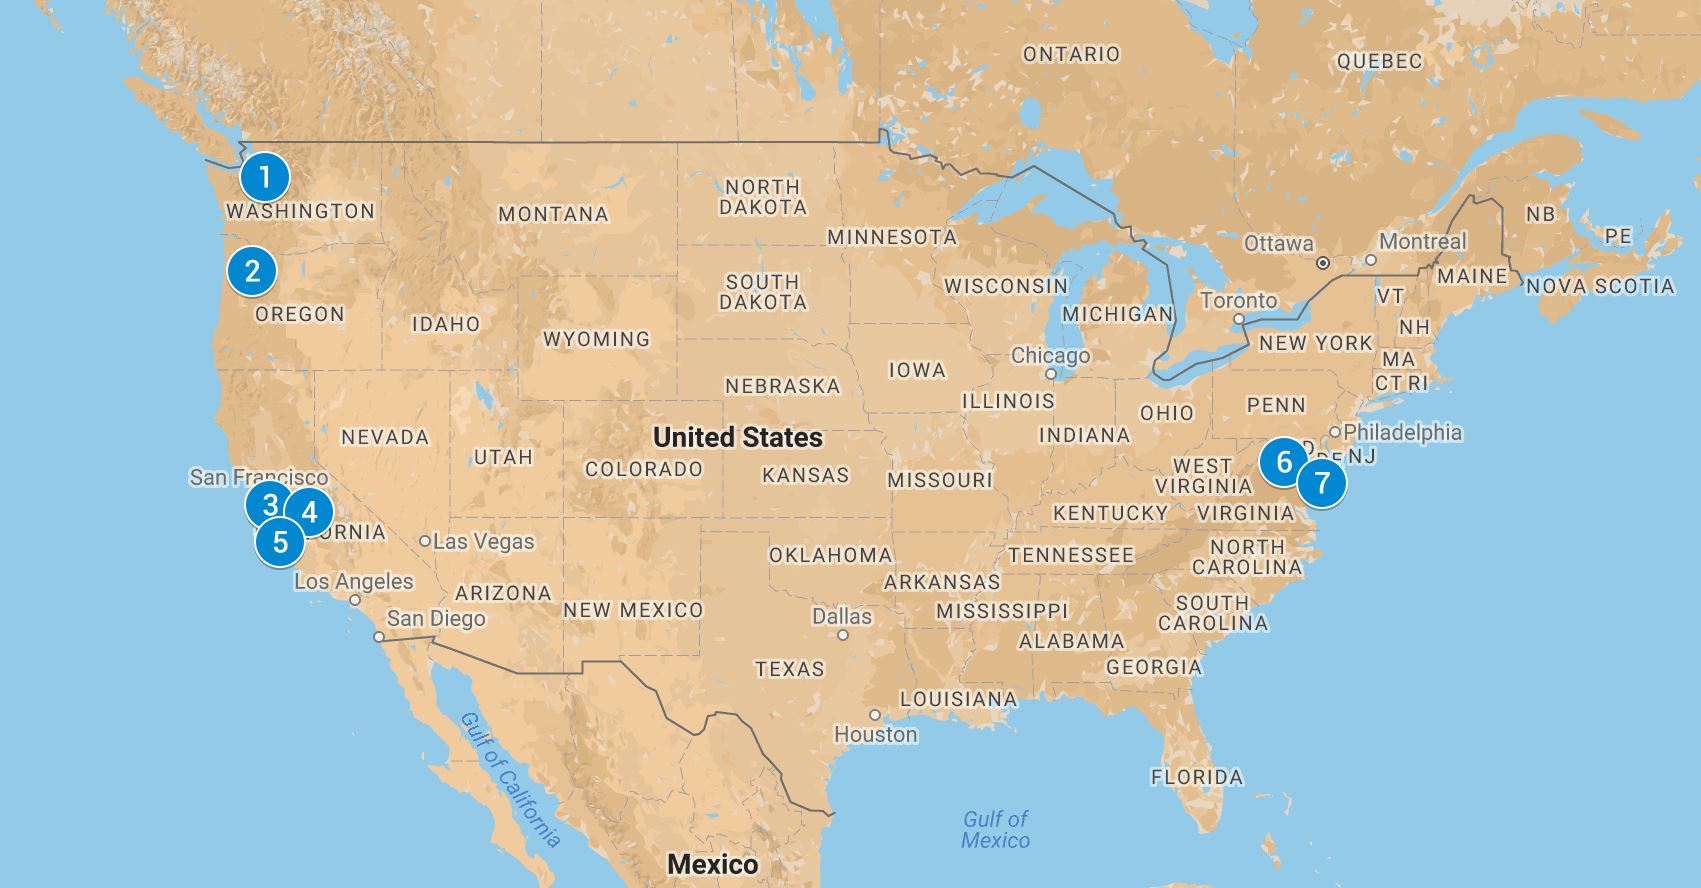 ONTARIO
QUEBEC
1
WASHINGTON
MONTANA
NORTH
DAKOTA
MINNESOTA
Ottawa
Montreal
NB
PE
MAINE
NOVA SCOTIA
2
OREGON
IDAHO
WYOMING
SOUTH
DAKOTA
WISCONSIN
MICHIGAN
Toronto
VT
NH
NEW YORK
MA
CT RI
Chicago
IOWA
NEBRASKA
ILLINOIS
INDIANA
OHIO
PENN
Philadelphia
NJ
NEVADA
UTAH
United States
COLORADO
KANSAS
MISSOURI
WEST
VIRGINIA
6
7
San Francisco
3
4
5
KENTUCKY
VIRGINIA
Las Vegas
OKLAHOMA
TENNESSEE
NORTH
CAROLINA
Los Angeles
ARIZONA
NEW MEXICO
ARKANSAS
MISSISSIPPI
SOUTH
CAROLINA
San Diego
Dallas
ALABAMA
TEXAS
GEORGIA
LOUISIANA
Houston
Gulf of California
FLORIDA
Gulf of
Mexico
Mexico